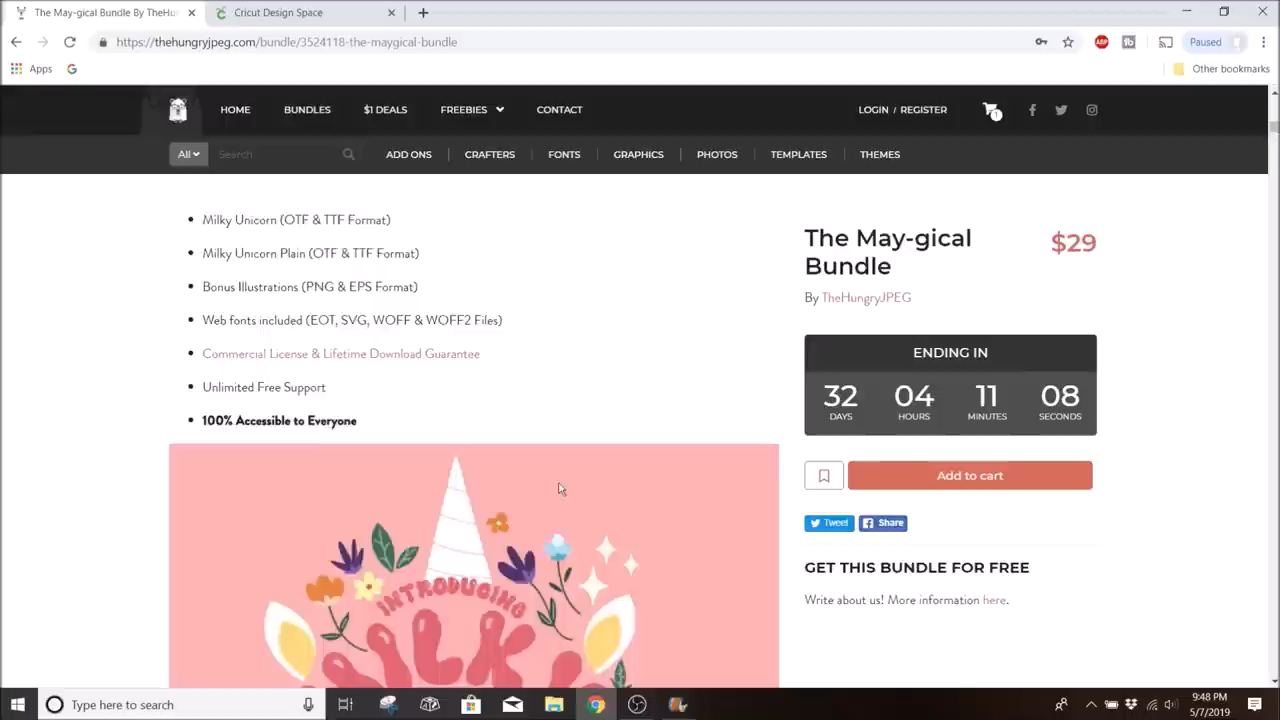 The May-gical Bundle By TheHun
Cricut Design Space
https://thehungryjpeg.com/bundle/3524118-the-maygical-bundle
ABP
Paused
Apps
Other bookmarks
HOME
BUNDLES
$1 DEALS
FREEBIES
CONTACT
LOGIN / REGISTER
1
All
Search
ADD ONS
CRAFTERS
FONTS
GRAPHICS
PHOTOS
TEMPLATES
THEMES
• Milky Unicorn (OTF & TTF Format)
• Milky Unicorn Plain (OTF & TTF Format)
• Bonus Illustrations (PNG & EPS Format)
• Web fonts included (EOT, SVG, WOFF & WOFF2 Files)
• Commercial License & Lifetime Download Guarantee
• Unlimited Free Support
• 100% Accessible to Everyone
INTRODUCING
MILK
The May-gical
Bundle
$29
By TheHungryJPEG
ENDING IN
32 04 11 08
DAYS HOURS MINUTES SECONDS
Add to cart
Tweet
Share
GET THIS BUNDLE FOR FREE
Write about us! More information here.
Type here to search
9:48 PM
5/7/2019